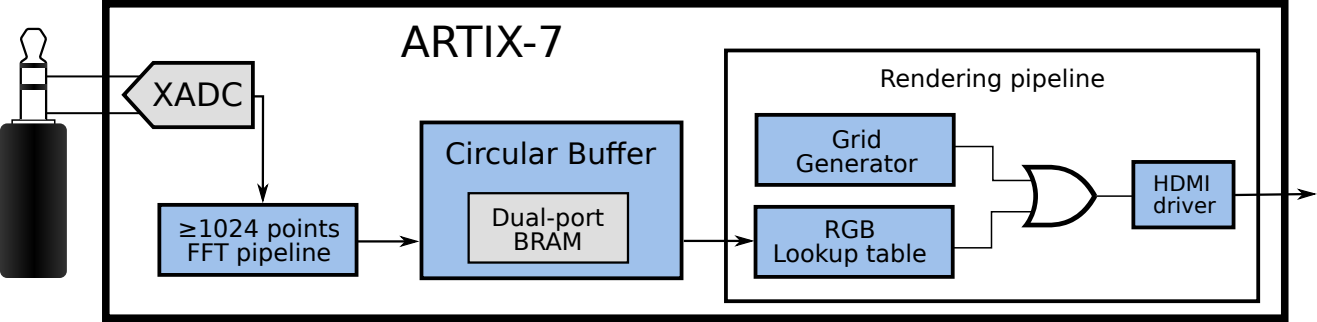 ARTIX-7
XADC
≥1024 points
FFT pipeline
Circular Buffer
Dual-port
BRAM
Rendering pipeline
Grid
Generator
RGB
Lookup table
HDMI
driver